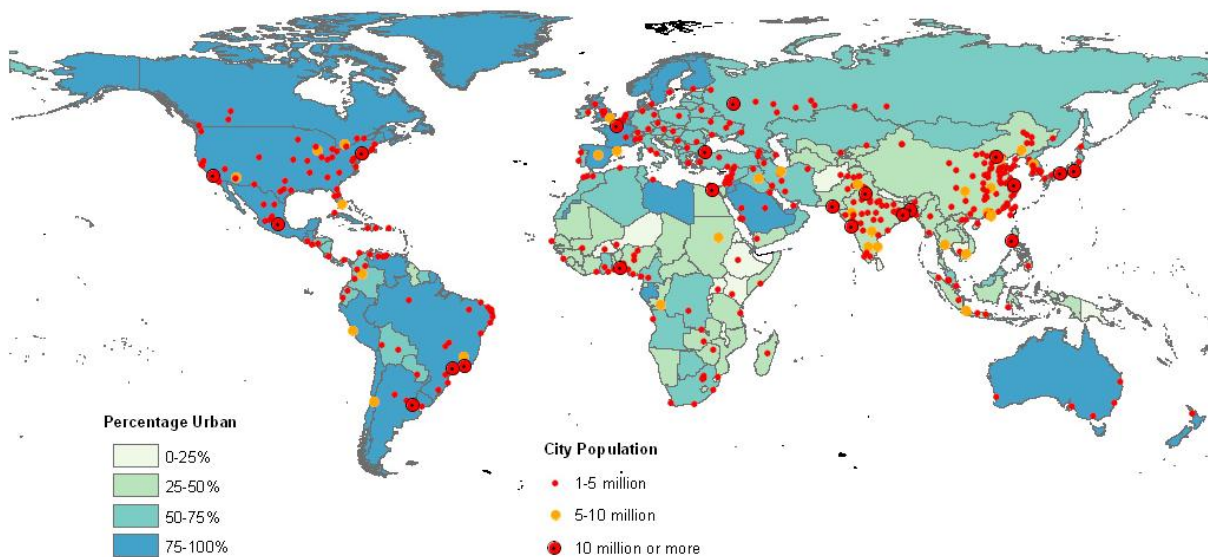 Percentage Urban
0-25%
25-50%
50-75%
75-100%
City Population
1-5 million
5-10 million
10 million or more